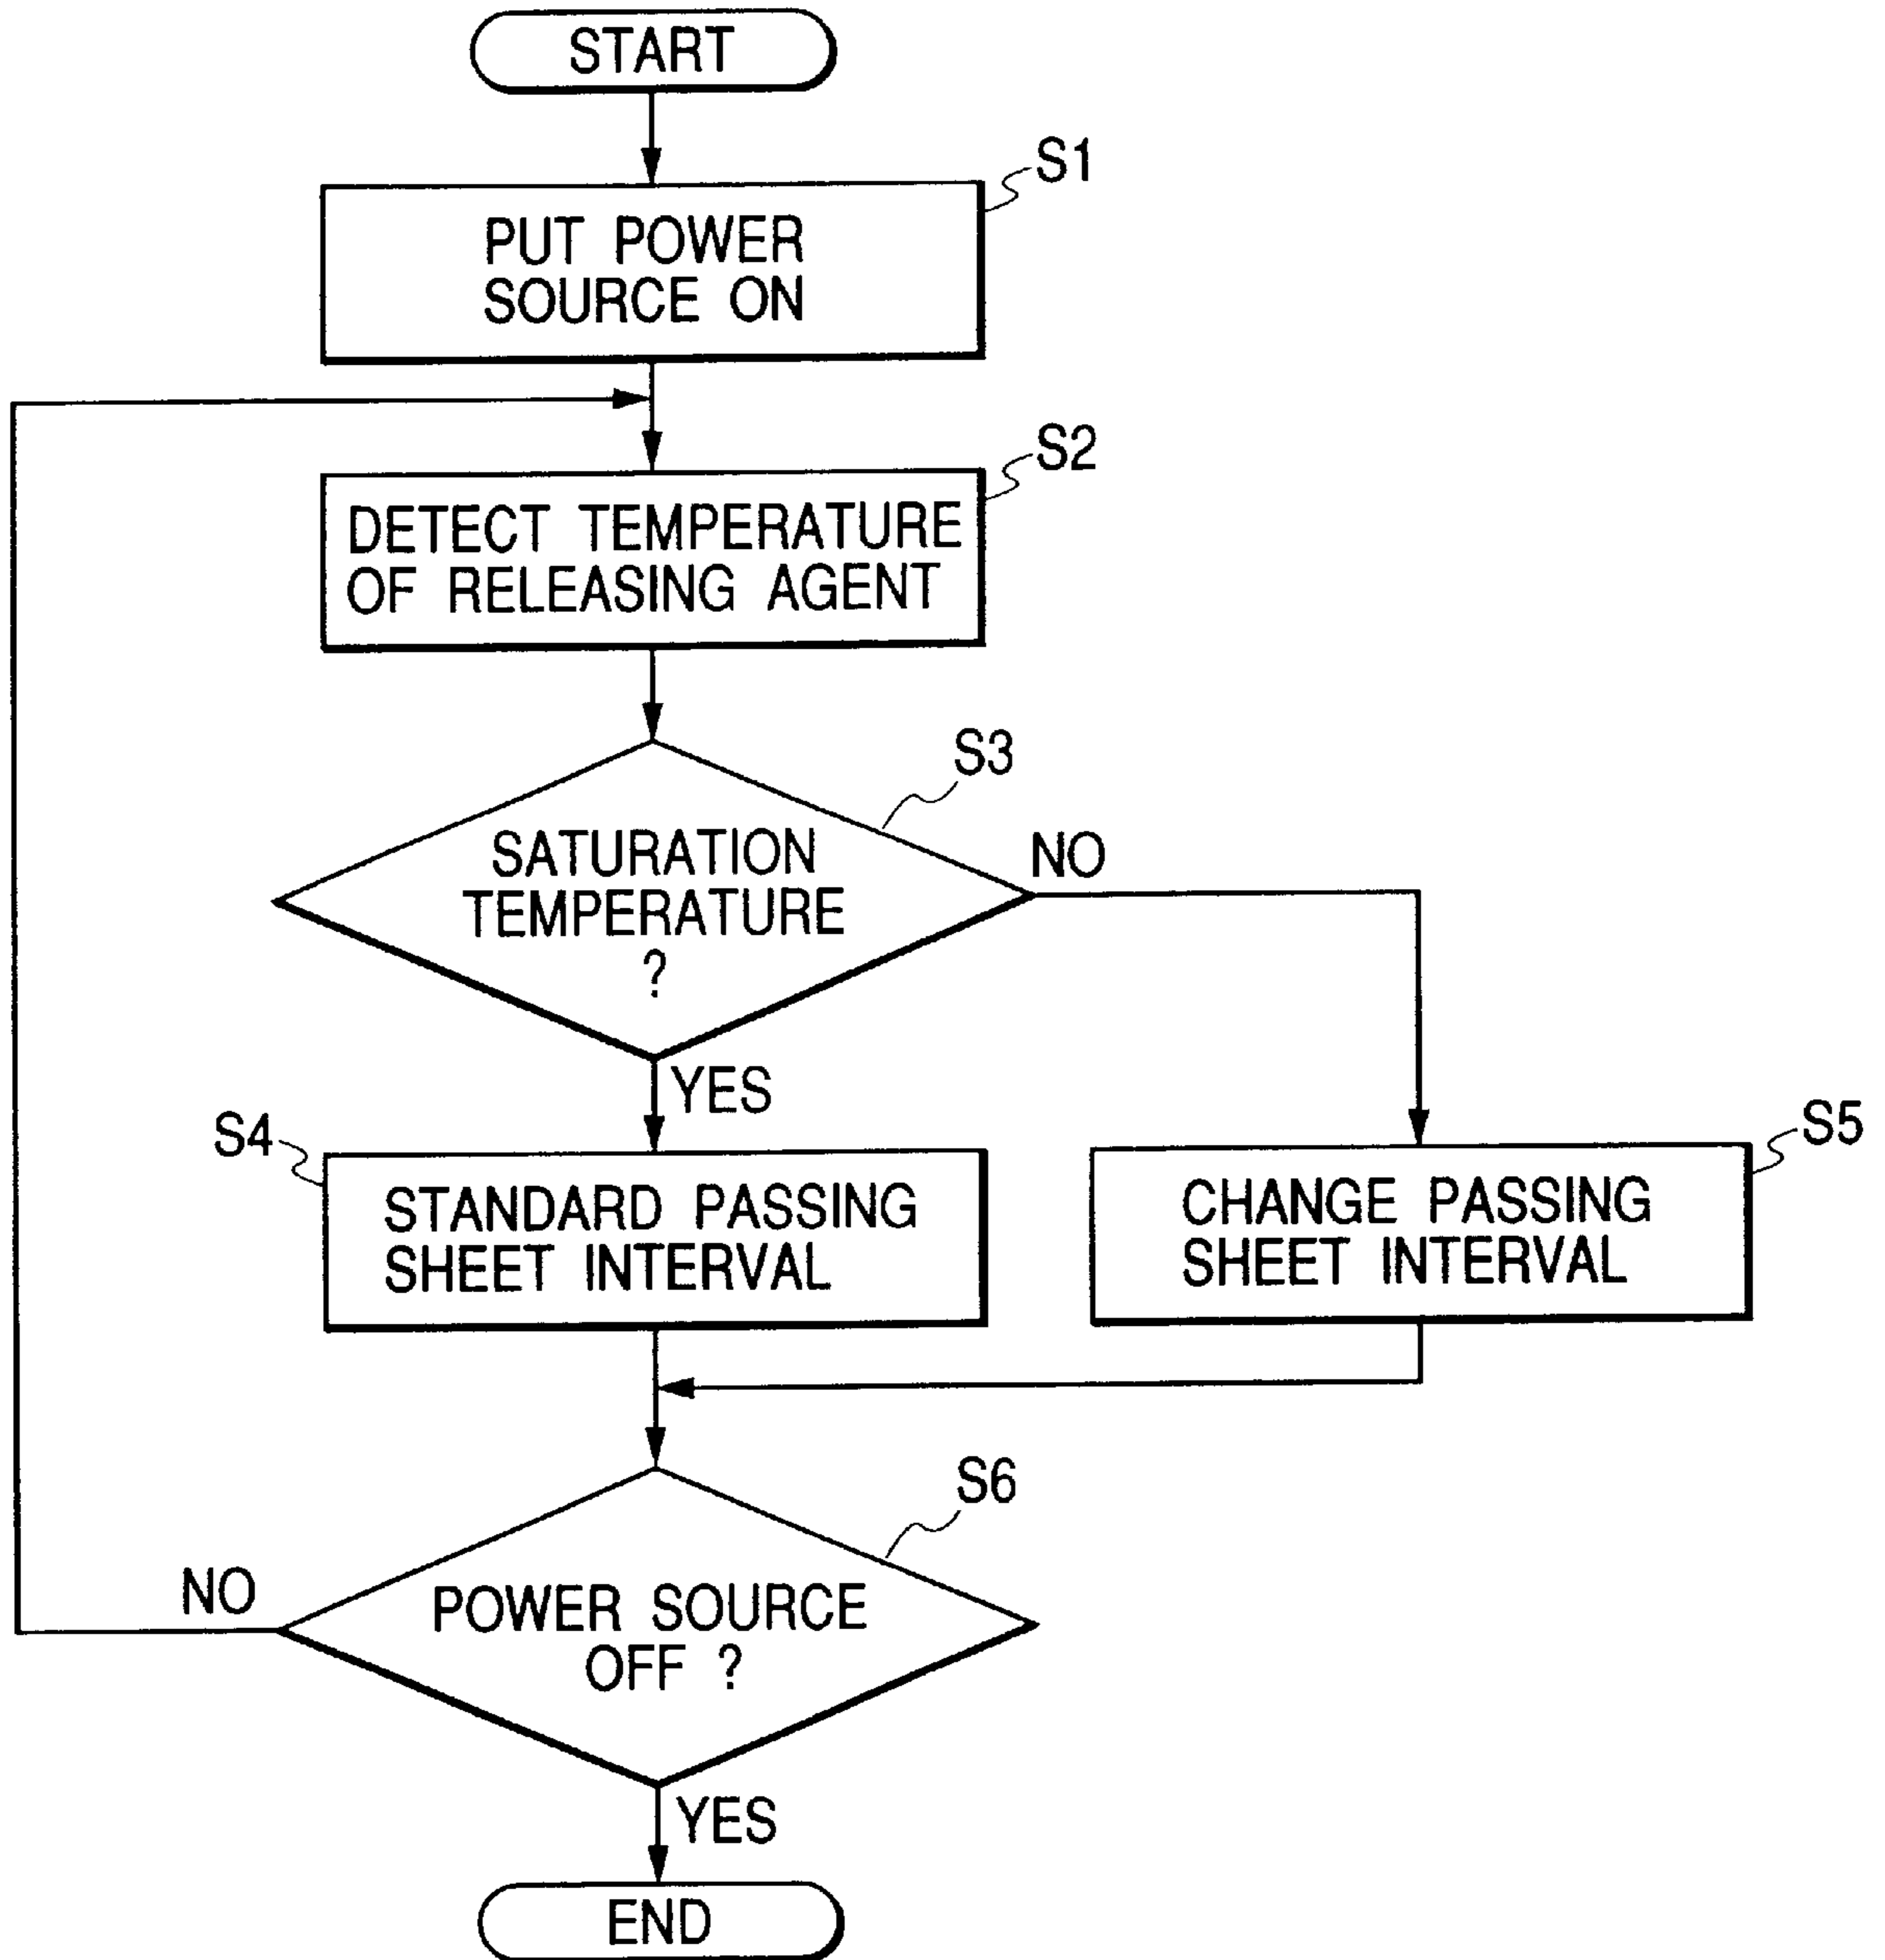 START
S1
PUT POWER
SOURCE ON
S2
DETECT TEMPERATURE
OF RELEASING AGENT
S3
SATURATION
TEMPERATURE
?
NO
YES
S4
STANDARD PASSING
SHEET INTERVAL
S5
CHANGE PASSING
SHEET INTERVAL
S6
POWER SOURCE
OFF ?
NO
YES
END